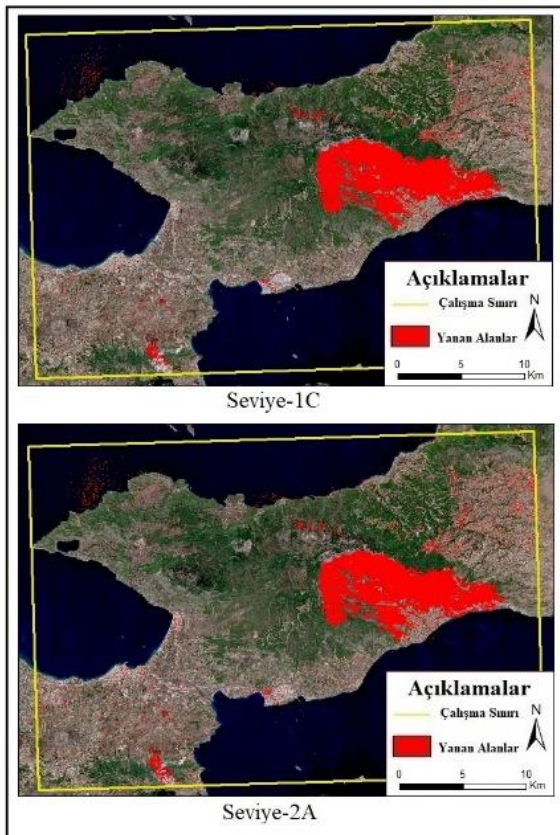 Açıklamalar
Çalışma Sınırı
N
Yanan Alanlar
0 5 10
Km
Seviye-1C
Açıklamalar
Çalışma Sınırı
N
Yanan Alanlar
0 5 10
Km
Seviye-2A